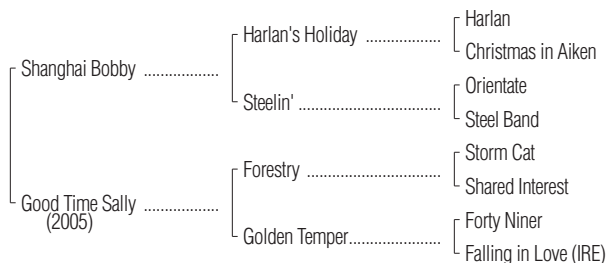 Harlan
Harlan's Holiday ..................
Christmas in Aiken
Shanghai Bobby ..................
Orientate
Steelin' ..................................
Steel Band
Storm Cat
Forestry ................................
Shared Interest
Good Time Sally ..................
(2005)
Forty Niner
Golden Temper......................
Falling in Love (IRE)